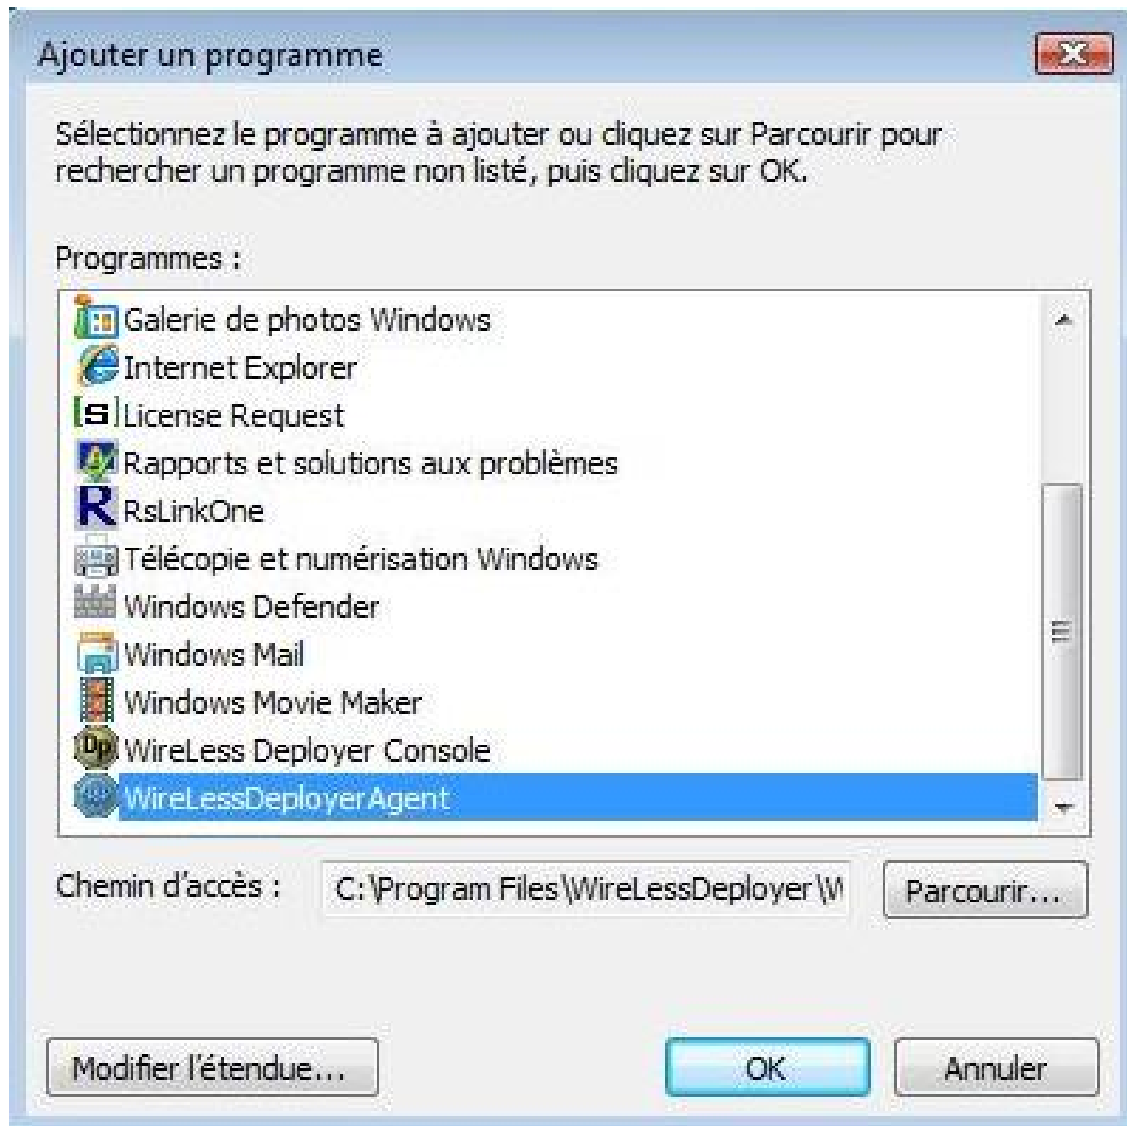 Ajouter un programme
Sélectionnez le programme à ajouter ou cliquez sur Parcourir pour
rechercher un programme non listé, puis cliquez sur OK.
Programmes :
Galerie de photos Windows
Internet Explorer
[s] License Request
Rapports et solutions aux problèmes
R RsLinkOne
Télécopie et numérisation Windows
Windows Defender
Windows Mail
Windows Movie Maker
Dp WireLess Deployer Console
WireLessDeployerAgent
Chemin d'accès : C:\Program Files\WireLessDeployer\W Parcourir...
Modifier l'étendue... OK Annuler